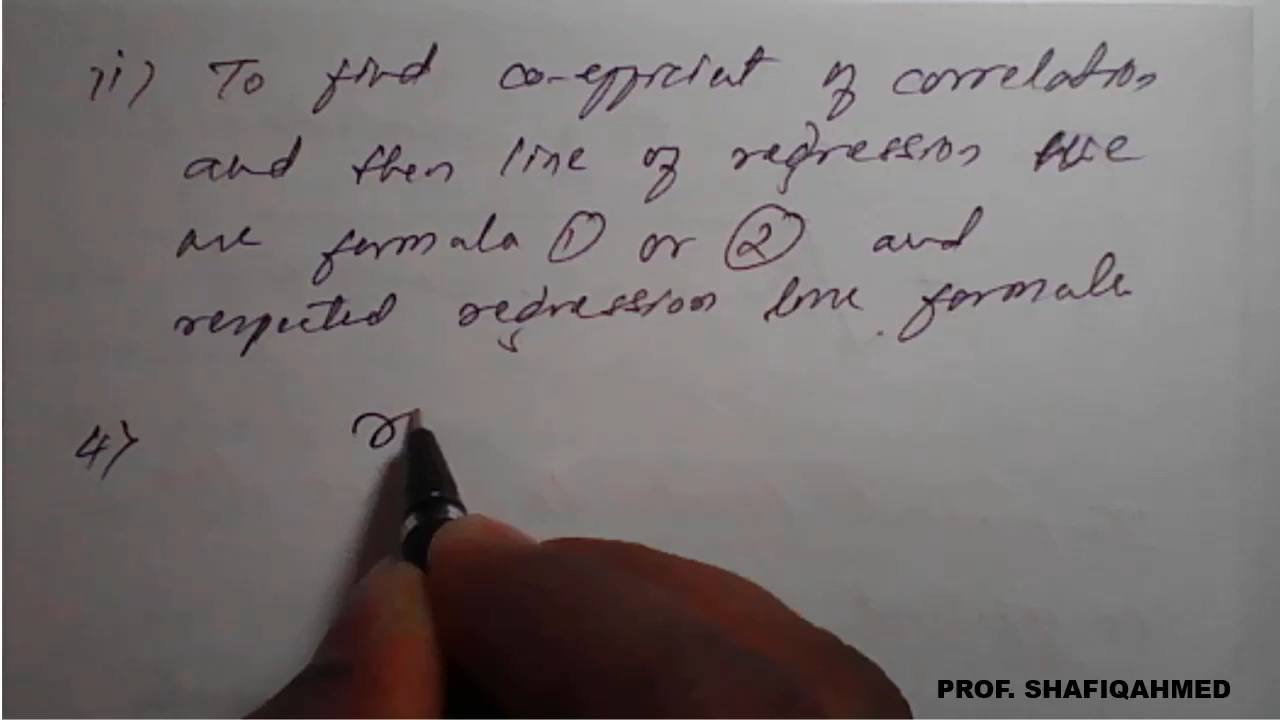 ii) To find co-efficient of correlation
and then line of regression we
use formula ① or ② and
respected regression line formula
4) r
PROF. SHAFIQAHMED